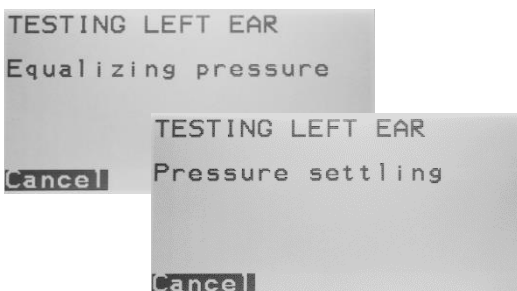 TESTING LEFT EAR
Equalizing pressure
Cancel
TESTING LEFT EAR
Pressure settling
Cancel